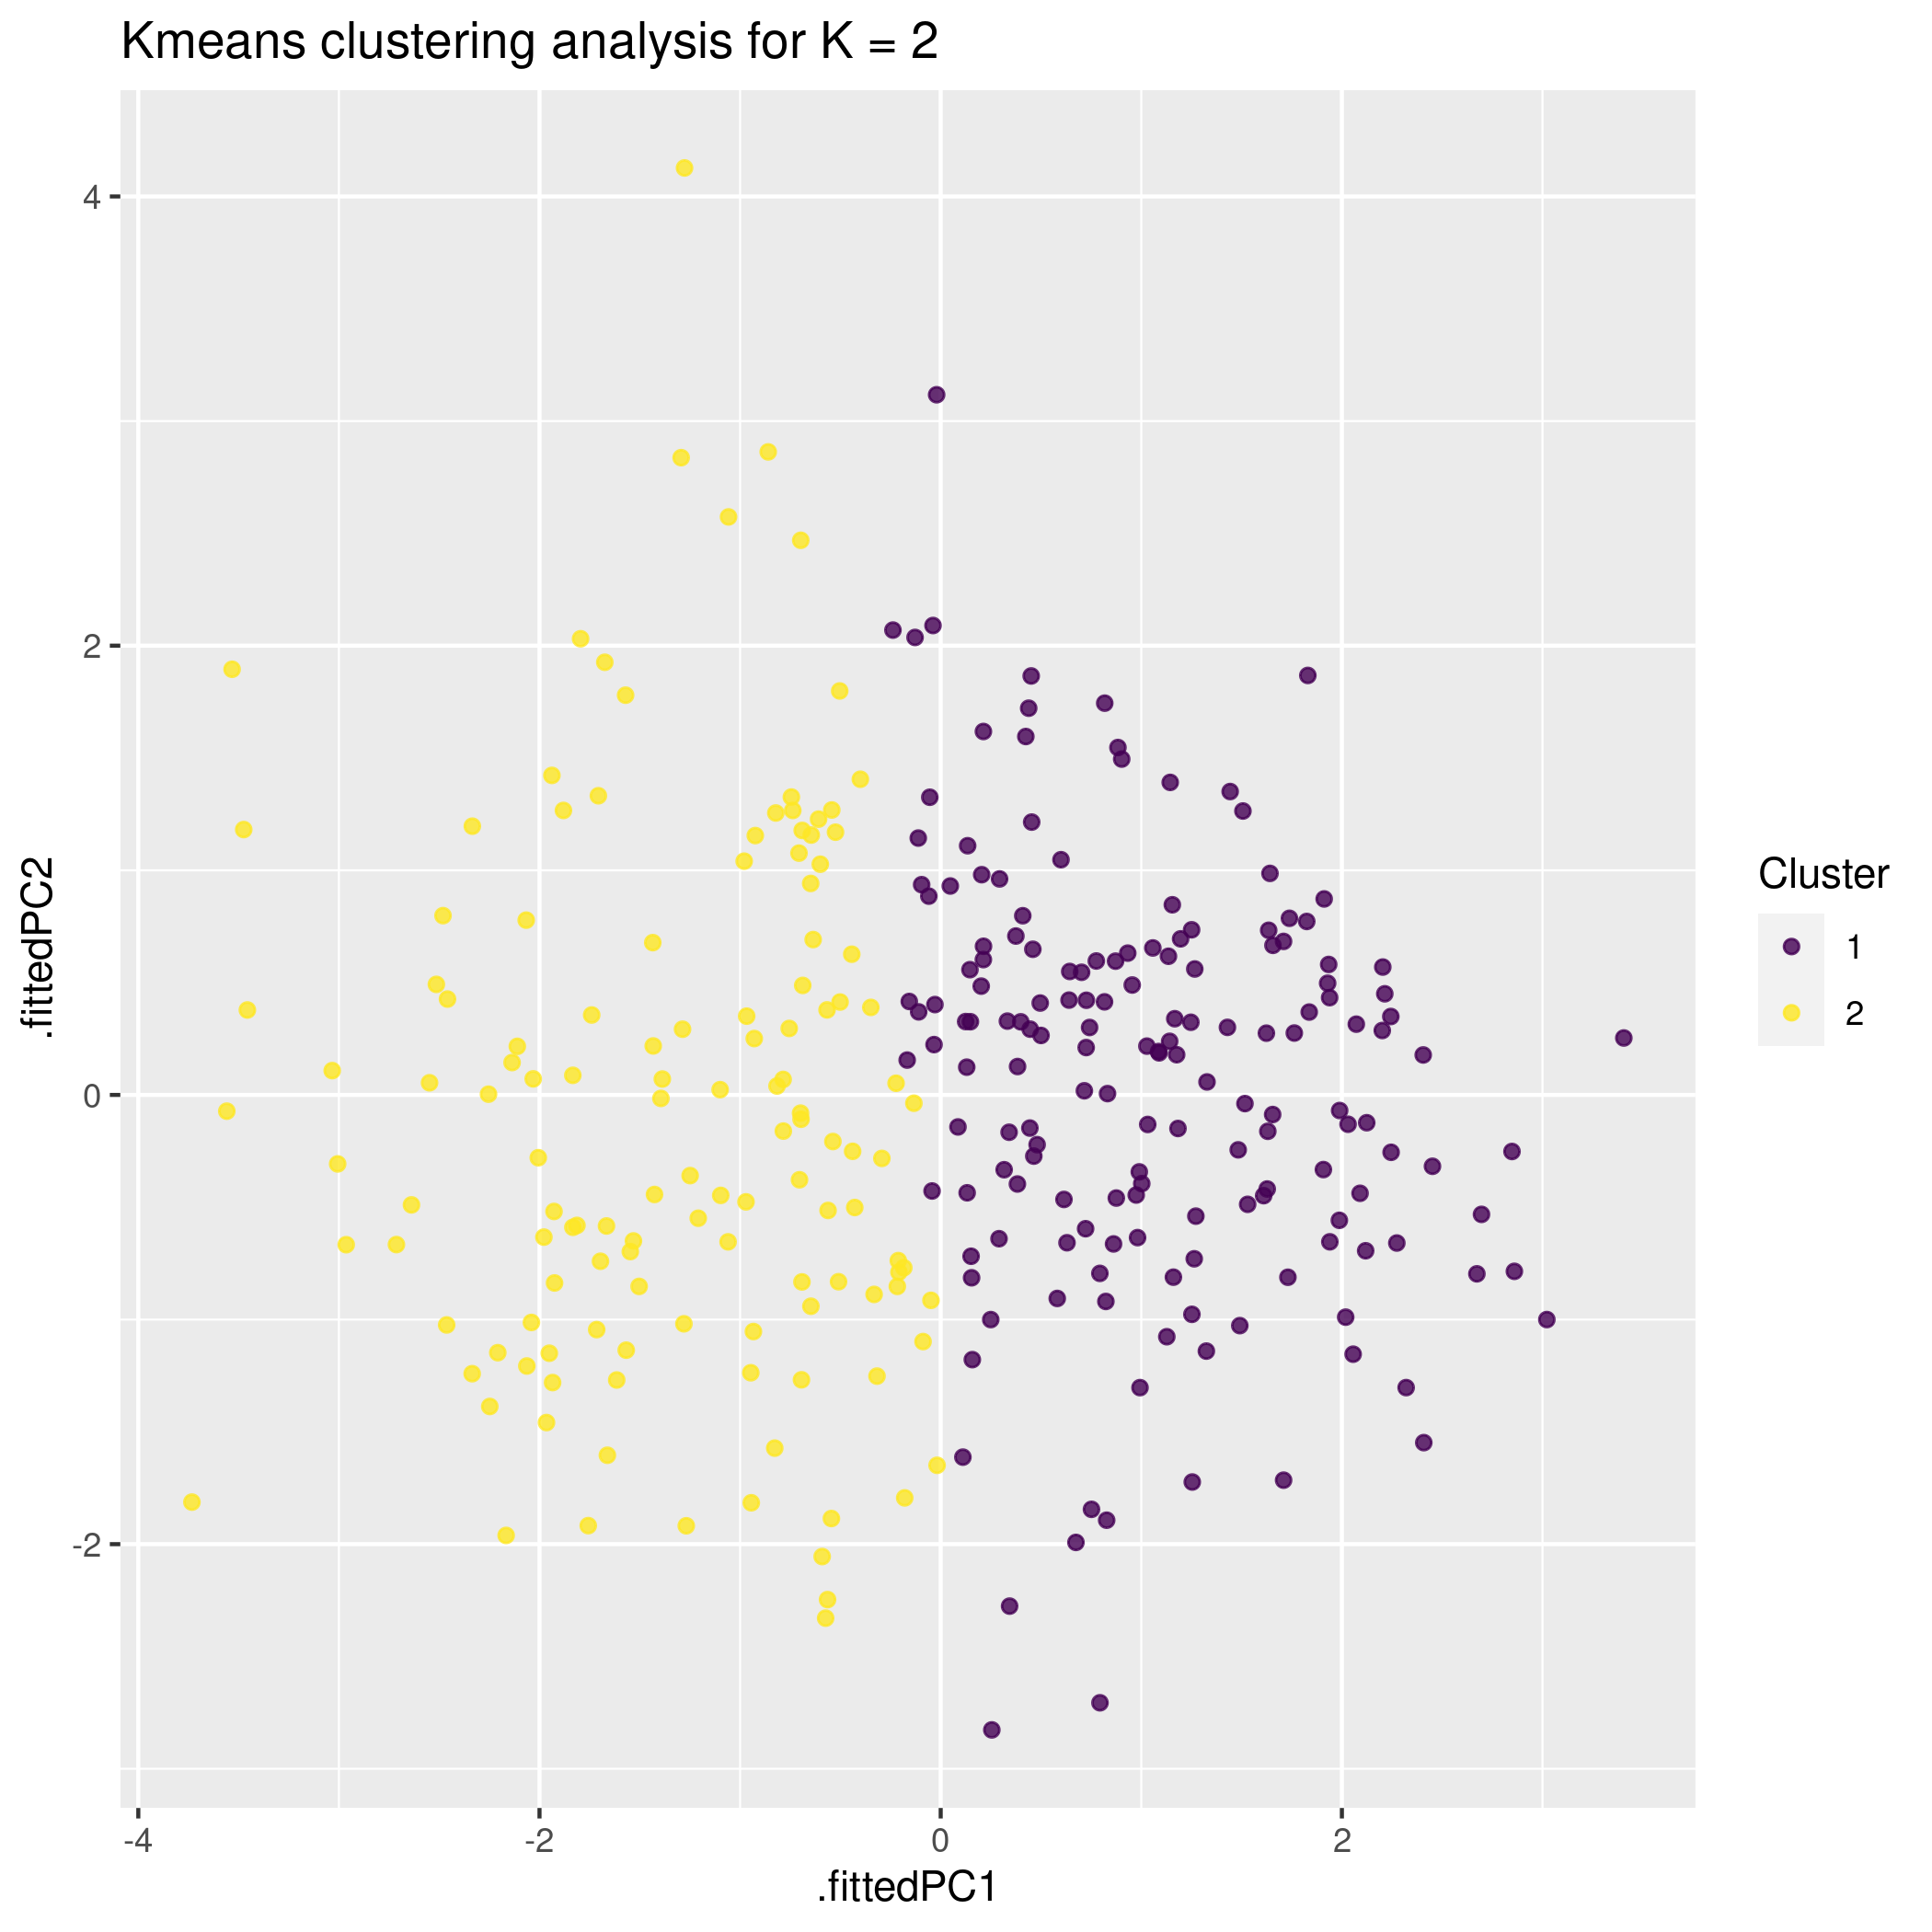 Kmeans clustering analysis for K = 2
4
2
0
-2
.fittedPC2
-4
-2
0
2
.fittedPC1
Cluster
1
2